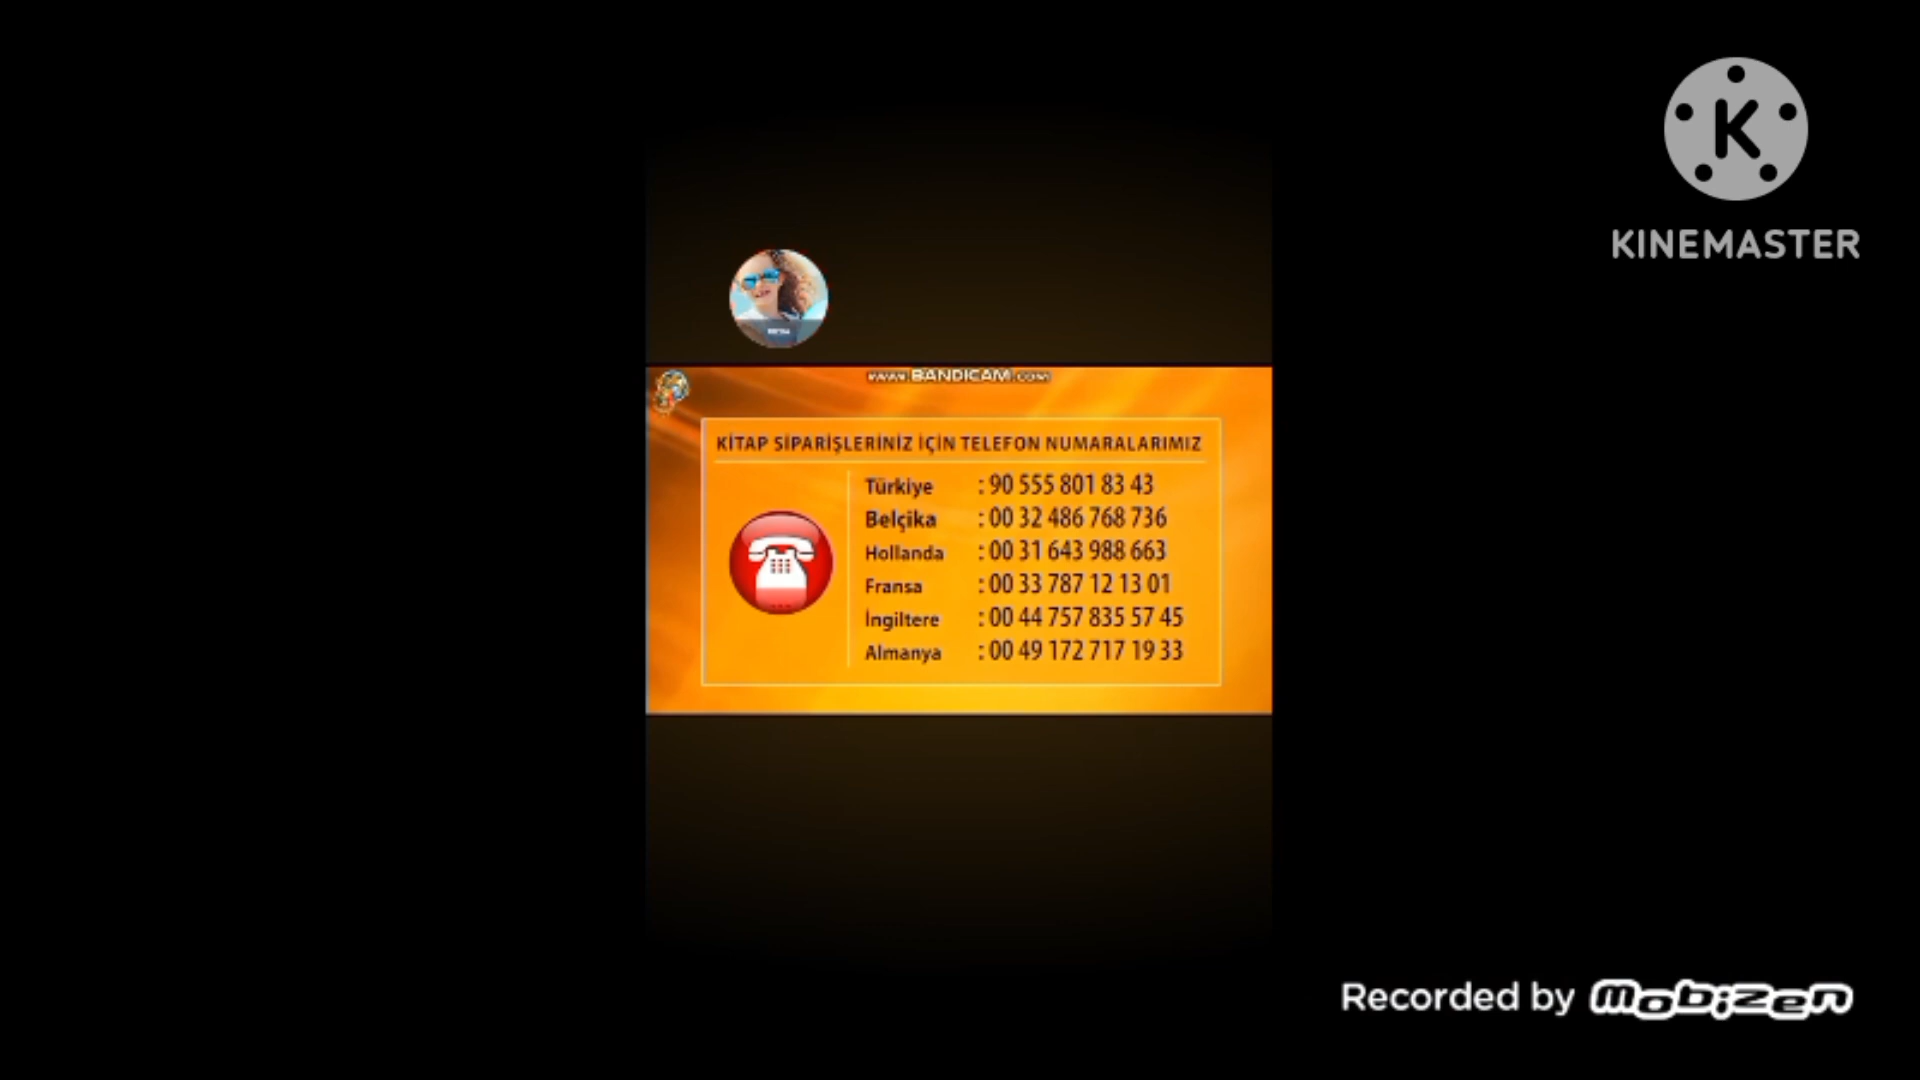 KINEMASTER
www.BANDICAM.com
KİTAP SİPARİŞLERİNİZ İÇİN TELEFON NUMARALARIMIZ
Türkiye : 90 555 801 83 43
Belçika : 00 32 486 768 736
Hollanda : 00 31 643 988 663
Fransa : 00 33 787 12 13 01
İngiltere : 00 44 757 835 57 45
Almanya : 00 49 172 717 19 33
Recorded by mobizen